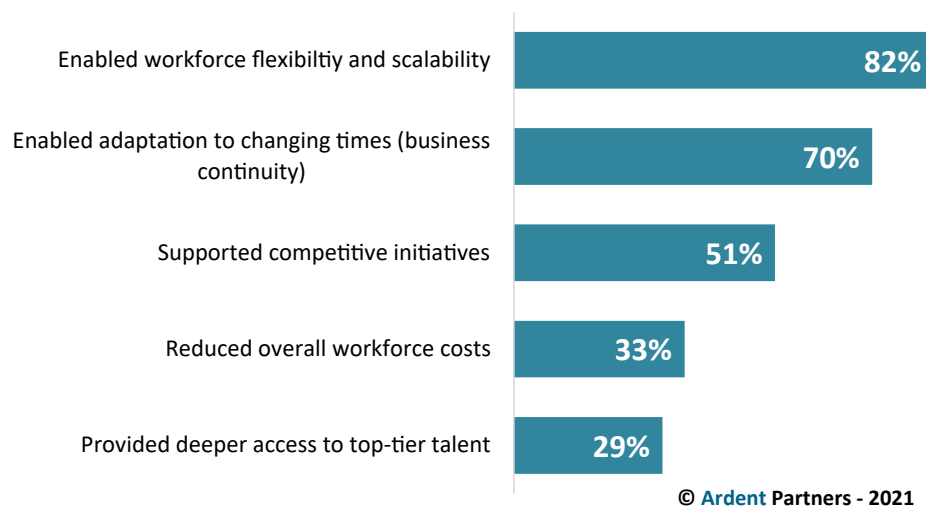 Enabled workforce flexibiltiy and scalability
82%
Enabled adaptation to changing times (business
continuity)
70%
Supported competitive initiatives
51%
Reduced overall workforce costs
33%
Provided deeper access to top-tier talent
29%
© Ardent Partners - 2021